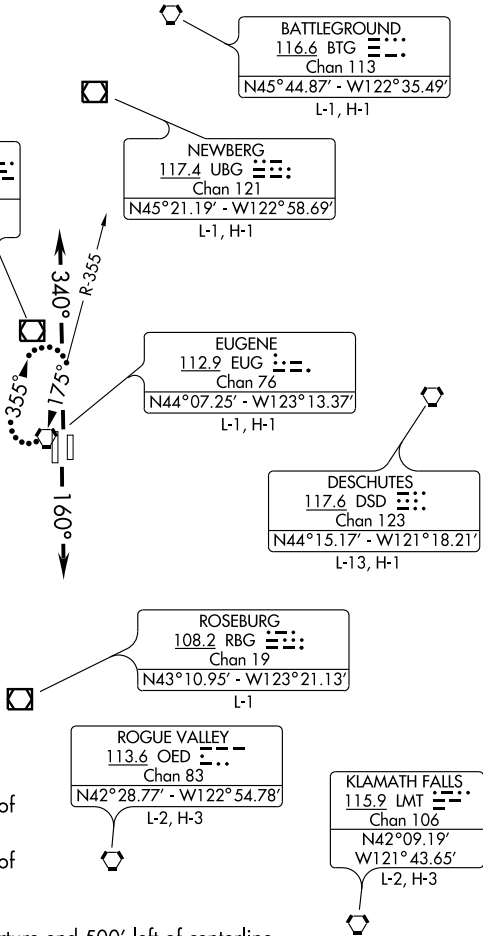 BATTLEGROUND
116.6 BTG
Chan 113
N45°44.87' - W122°35.49'
L-1, H-1
NEWBERG
117.4 UBG
Chan 121
N45°21.19' - W122°58.69'
L-1, H-1
340°
R-355
355°
175°
160°
EUGENE
112.9 EUG
Chan 76
N44°07.25' - W123°13.37'
L-1, H-1
DESCHUTES
117.6 DSD
Chan 123
N44°15.17' - W121°18.21'
L-13, H-1
ROSEBURG
108.2 RBG
Chan 19
N43°10.95' - W123°21.13'
L-1
ROGUE VALLEY
113.6 OED
Chan 83
N42°28.77' - W122°54.78'
L-2, H-3
KLAMATH FALLS
115.9 LMT
Chan 106
N42°09.19'
W121°43.65'
L-2, H-3
of
of
and 500' left of centerline